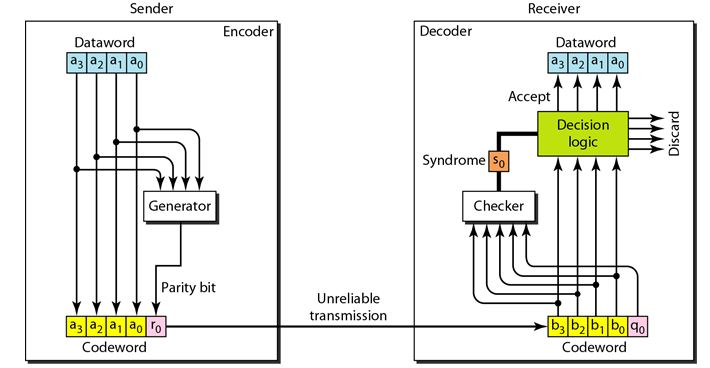 Sender
Receiver
Encoder
Decoder
Dataword
Dataword
a3 a2 a1 a0
a3 a2 a1 a0
Accept
Decision
logic
Discard
Syndrome
s0
Generator
Checker
Parity bit
Unreliable
transmission
a3 a2 a1 a0 r0
b3 b2 b1 b0 q0
Codeword
Codeword